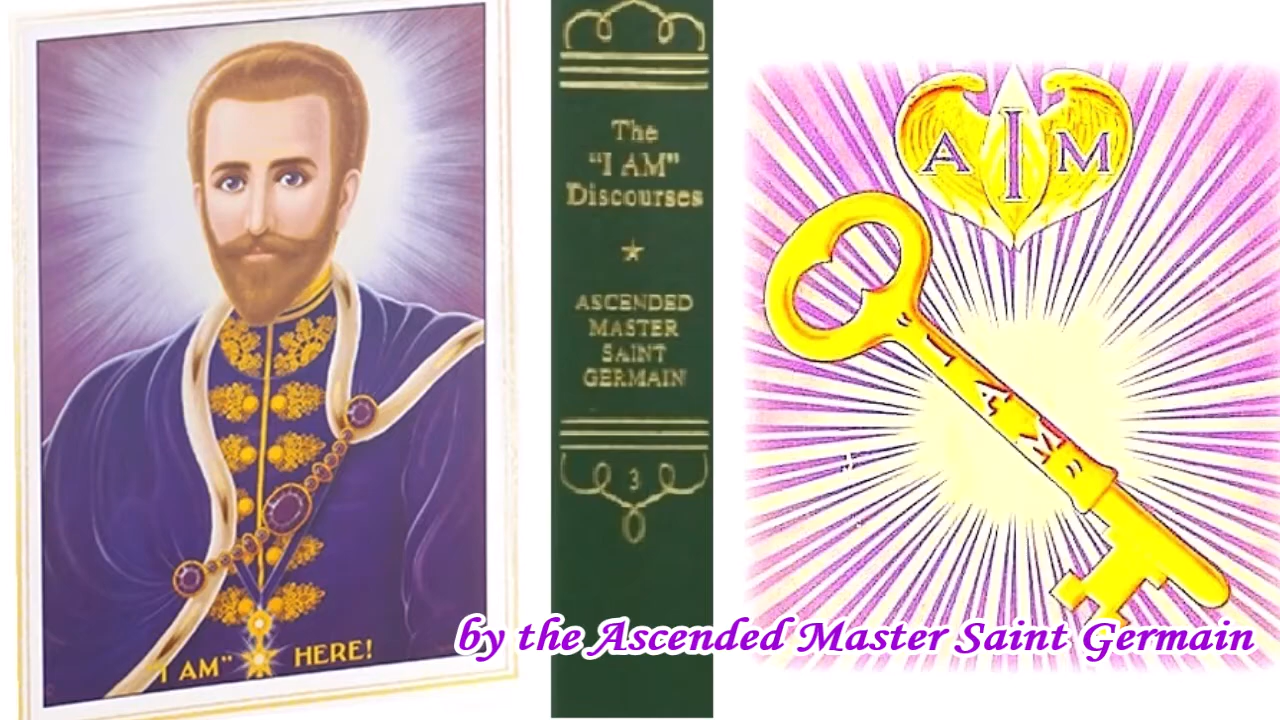 "I AM" HERE!
The
"I AM"
Discourses
ASCENDED
MASTER
SAINT
GERMAIN
3
A I M
"I AM"
by the Ascended Master Saint Germain